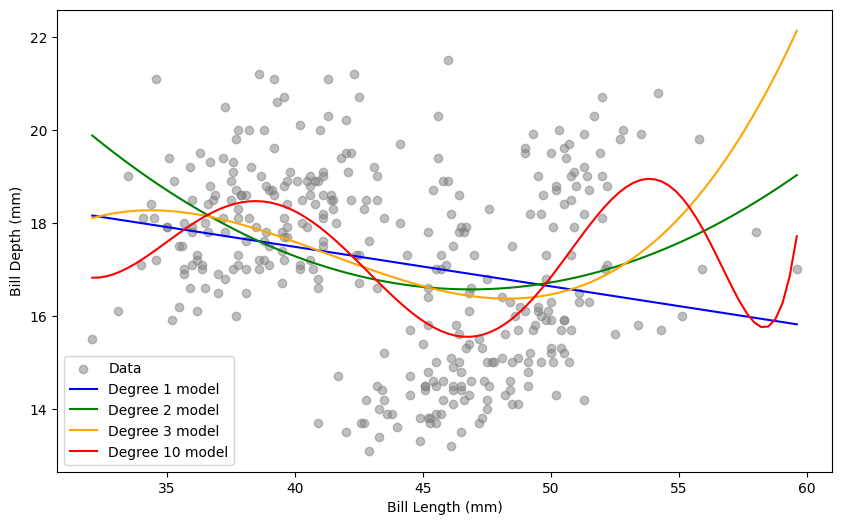 22
20
18
16
14
Bill Depth (mm)
Data
Degree 1 model
Degree 2 model
Degree 3 model
Degree 10 model
35
40
45
50
55
60
Bill Length (mm)